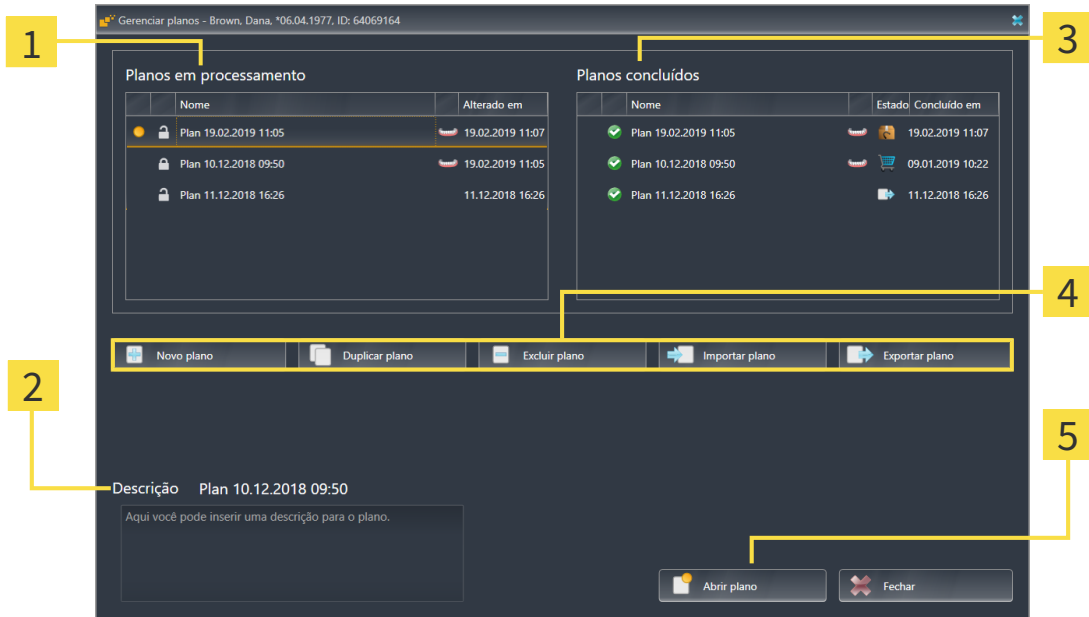 Gerenciar planos - Brown, Dana, *06.04.1977, ID: 64069164
1
3
Planos em processamento
Planos concluídos
Nome Alterado em
Nome Estado Concluído em
Plan 19.02.2019 11:05 19.02.2019 11:07
Plan 19.02.2019 11:05 19.02.2019 11:07
Plan 10.12.2018 09:50 19.02.2019 11:05
Plan 10.12.2018 09:50 09.01.2019 10:22
Plan 11.12.2018 16:26 11.12.2018 16:26
Plan 11.12.2018 16:26 11.12.2018 16:26
4
Novo plano Duplicar plano Excluir plano Importar plano Exportar plano
2
5
Descrição Plan 10.12.2018 09:50
Aqui você pode inserir uma descrição para o plano.
Abrir plano Fechar